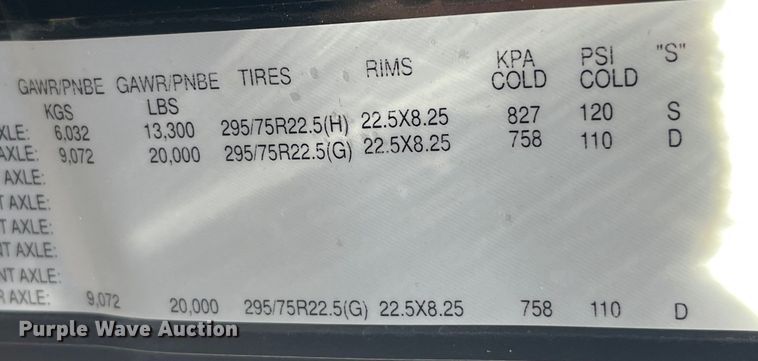 GAWR/PNBE GAWR/PNBE TIRES RIMS KPA COLD PSI COLD "S"
KGS LBS
XLE: 6,032 13,300 295/75R22.5(H) 22.5X8.25 827 120 S
AXLE: 9,072 20,000 295/75R22.5(G) 22.5X8.25 758 110 D
AXLE:
T AXLE:
T AXLE:
NT AXLE:
NT AXLE:
R AXLE: 9,072 20,000 295/75R22.5(G) 22.5X8.25 758 110 D
Purple Wave Auction